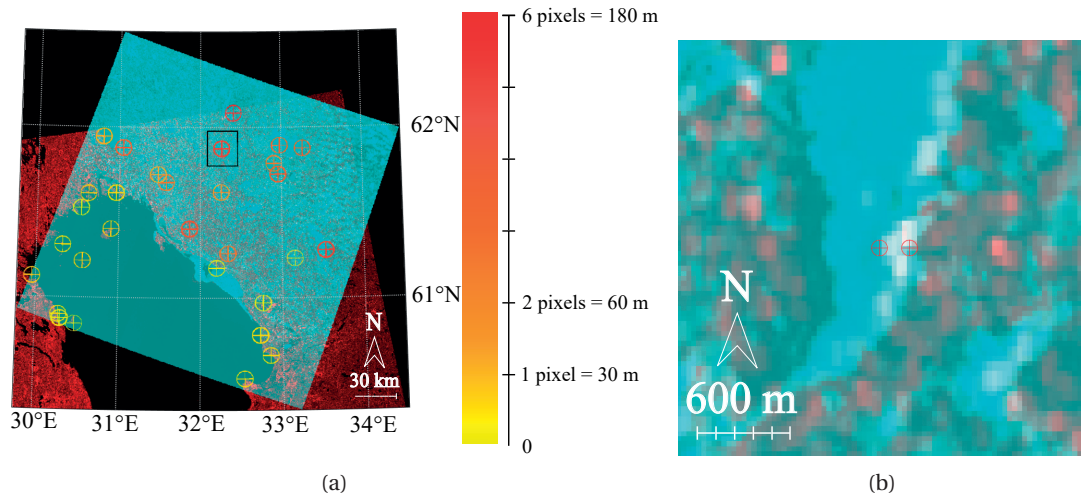 6 pixels = 180 m
62°N
2 pixels = 60 m
61°N
N
1 pixel = 30 m
30 km
0
30°E
31°E
32°E
33°E
34°E
(a)
N
600 m
(b)